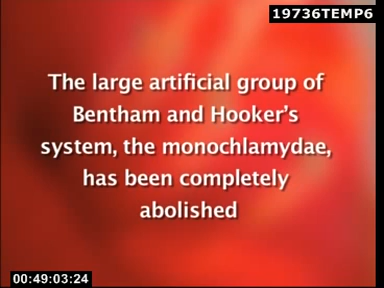 19736TEMP6
The large artificial group of
Bentham and Hooker's
system, the monochlamydae,
has been completely
abolished
00:49:03:24